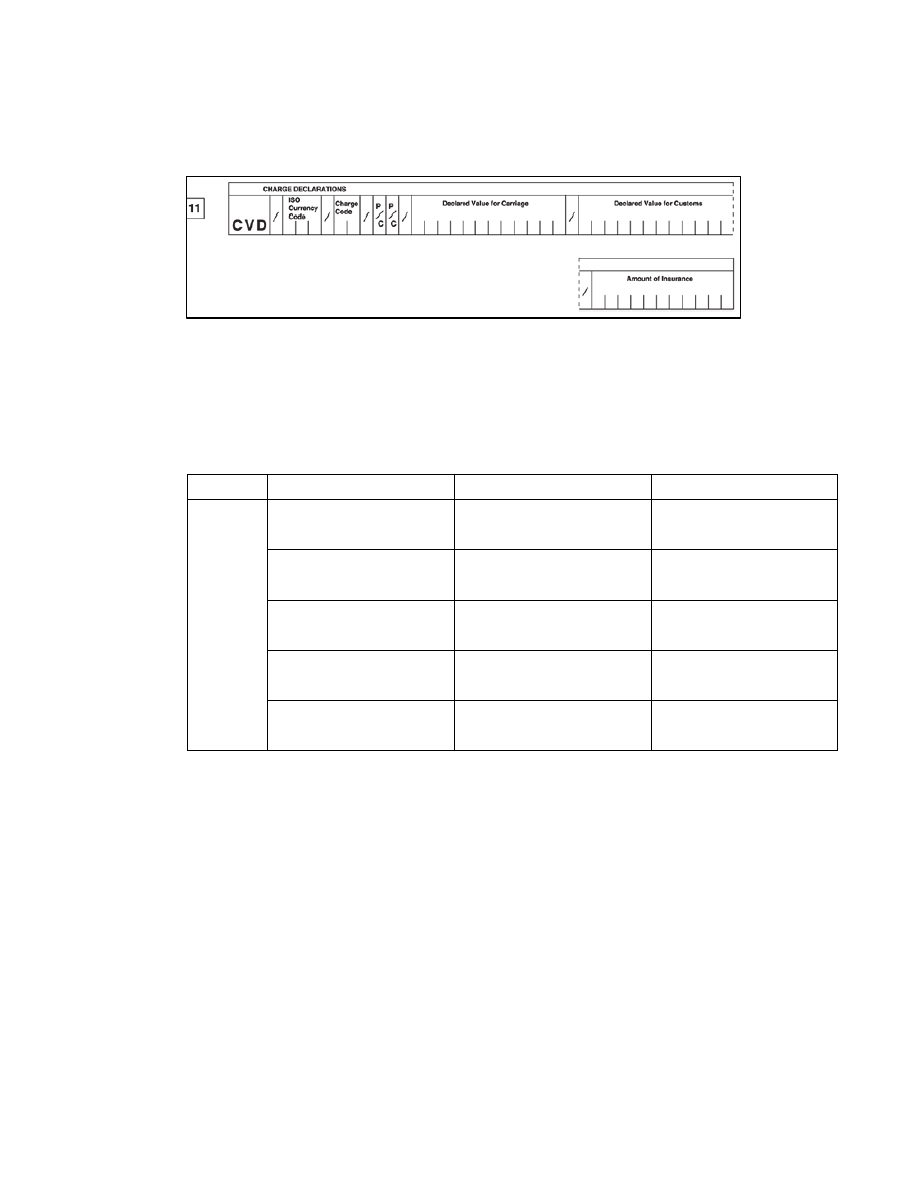 CHARGE DECLARATIONS
11
CVD / ISO Currency Code / Charge Code / P/C P/C / Declared Value for Carriage / Declared Value for Customs
/ Amount of Insurance